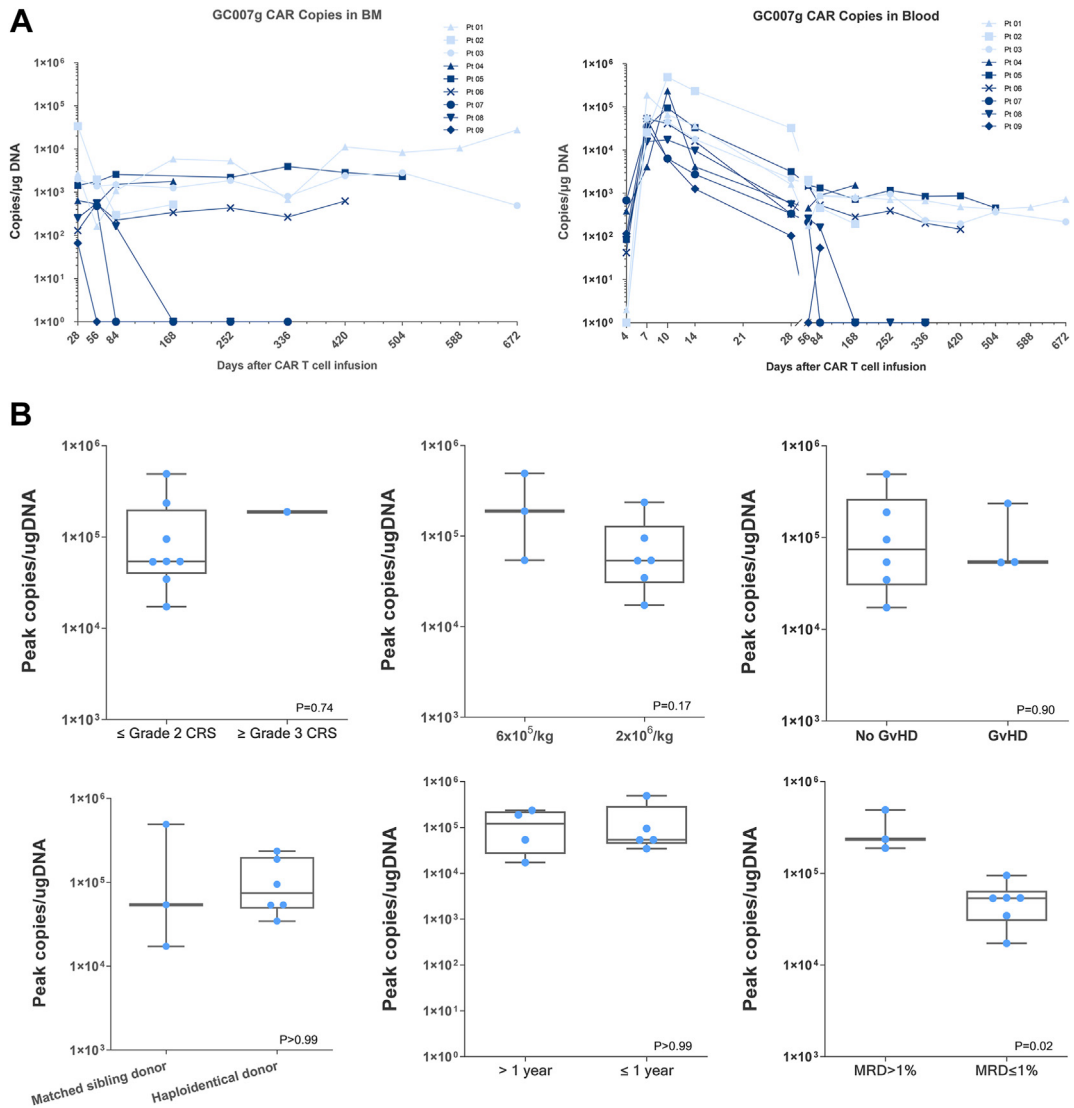 A
GC007g CAR Copies in BM
Pt 01
Pt 02
Pt 03
Pt 04
Pt 05
Pt 06
Pt 07
Pt 08
Pt 09
Copies/µg DNA
1×10⁶
1×10⁵
1×10⁴
1×10³
1×10²
1×10¹
1×10⁰
28
56
84
168
252
336
420
504
588
672
Days after CAR T cell infusion
GC007g CAR Copies in Blood
Pt 01
Pt 02
Pt 03
Pt 04
Pt 05
Pt 06
Pt 07
Pt 08
Pt 09
Copies/µg DNA
1×10⁶
1×10⁵
1×10⁴
1×10³
1×10²
1×10¹
1×10⁰
4
7
10
14
21
28
56
84
168
252
336
420
504
588
672
Days after CAR T cell infusion
B
Peak copies/ugDNA
1×10⁶
1×10⁵
1×10⁴
1×10³
P=0.74
≤ Grade 2 CRS
≥ Grade 3 CRS
Peak copies/ugDNA
1×10⁶
1×10⁵
1×10⁴
1×10³
P=0.17
6x10⁵/kg
2x10⁶/kg
Peak copies/ugDNA
1×10⁶
1×10⁵
1×10⁴
1×10³
P=0.90
No GvHD
GvHD
Peak copies/ugDNA
1×10⁶
1×10⁵
1×10⁴
1×10³
P>0.99
Matched sibling donor
Haploidentical donor
Peak copies/ugDNA
1×10⁶
1×10⁵
1×10⁴
1×10³
1×10²
1×10¹
1×10⁰
P>0.99
> 1 year
≤ 1 year
Peak copies/ugDNA
1×10⁶
1×10⁵
1×10⁴
1×10³
P=0.02
MRD>1%
MRD≤1%